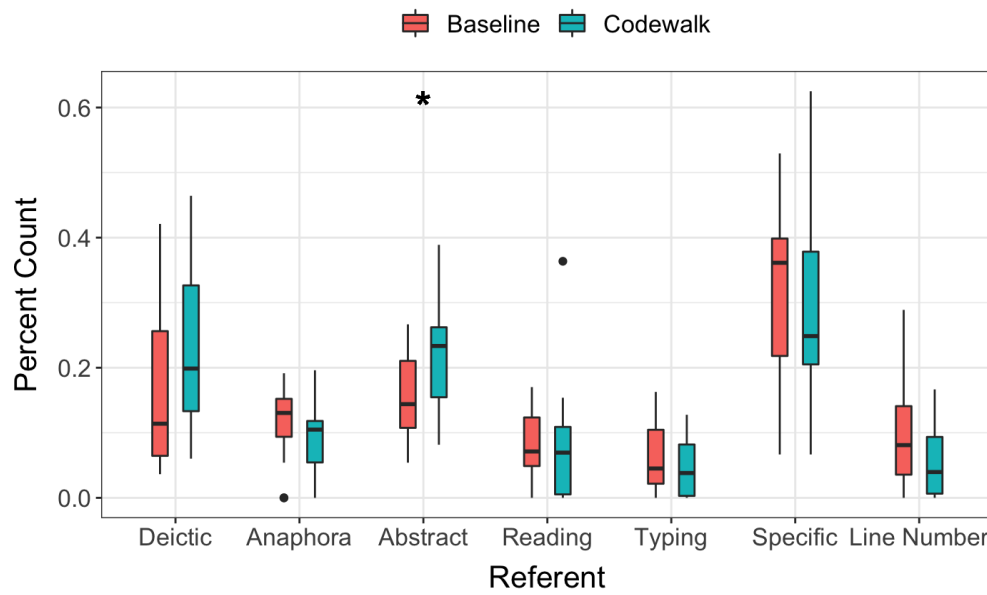 Baseline Codewalk
*
0.6
0.4
0.2
0.0
Percent Count
Deictic Anaphora Abstract Reading Typing Specific Line Number
Referent